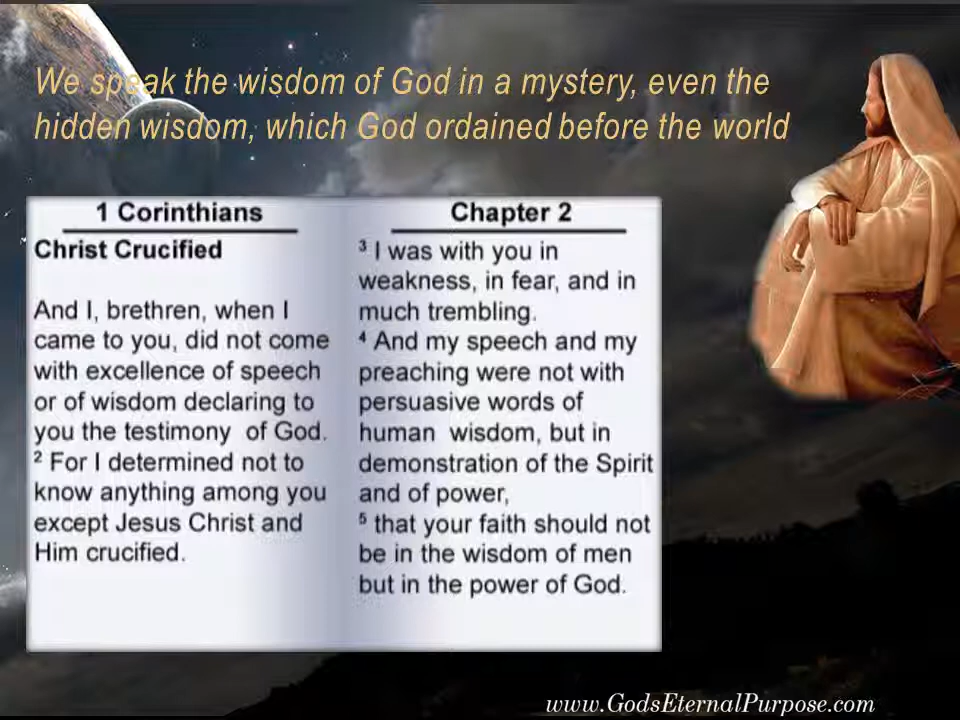 We speak the wisdom of God in a mystery, even the
hidden wisdom, which God ordained before the world
1 Corinthians
Christ Crucified
And I, brethren, when I
came to you, did not come
with excellence of speech
or of wisdom declaring to
you the testimony of God.
² For I determined not to
know anything among you
except Jesus Christ and
Him crucified.
Chapter 2
³ I was with you in
weakness, in fear, and in
much trembling.
⁴ And my speech and my
preaching were not with
persuasive words of
human wisdom, but in
demonstration of the Spirit
and of power,
⁵ that your faith should not
be in the wisdom of men
but in the power of God.
www.GodsEternalPurpose.com